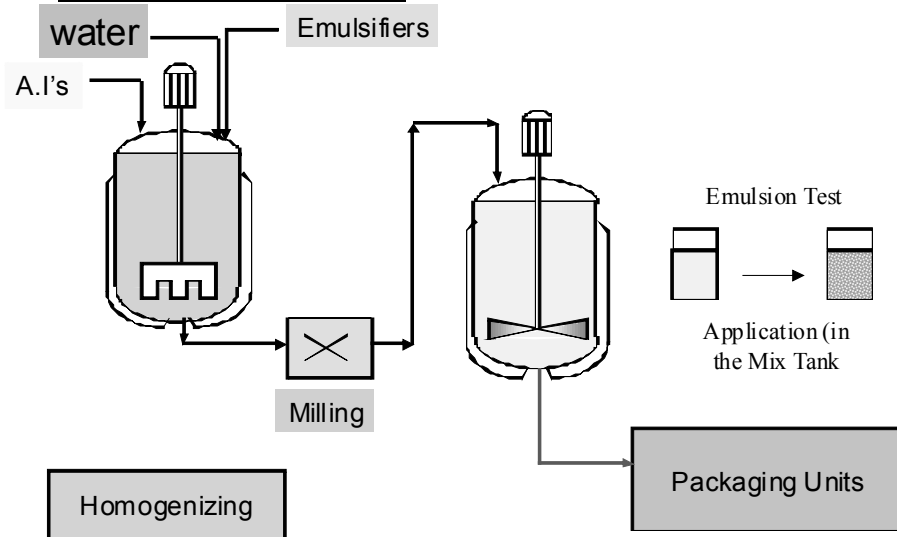 water
Emulsifiers
A.I's
Emulsion Test
Application (in
the Mix Tank
Milling
Packaging Units
Homogenizing